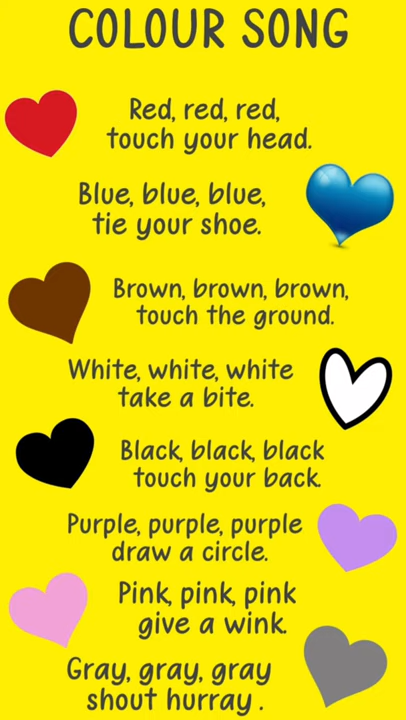 COLOUR SONG
Red, red, red,
touch your head.
Blue, blue, blue,
tie your shoe.
Brown, brown, brown,
touch the ground.
White, white, white
take a bite.
Black, black, black
touch your back.
Purple, purple, purple
draw a circle.
Pink, pink, pink
give a wink.
Gray, gray, gray
shout hurray .